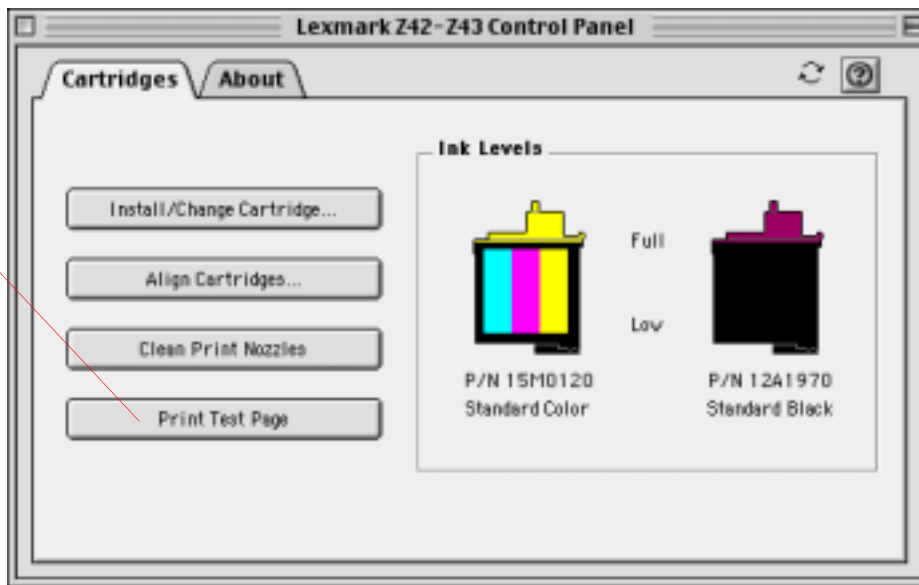 Lexmark Z42-Z43 Control Panel
Cartridges
About
Ink Levels
Install/Change Cartridge...
Align Cartridges...
Clean Print Nozzles
Print Test Page
Full
Low
P/N 15M0120
Standard Color
P/N 12A1970
Standard Black